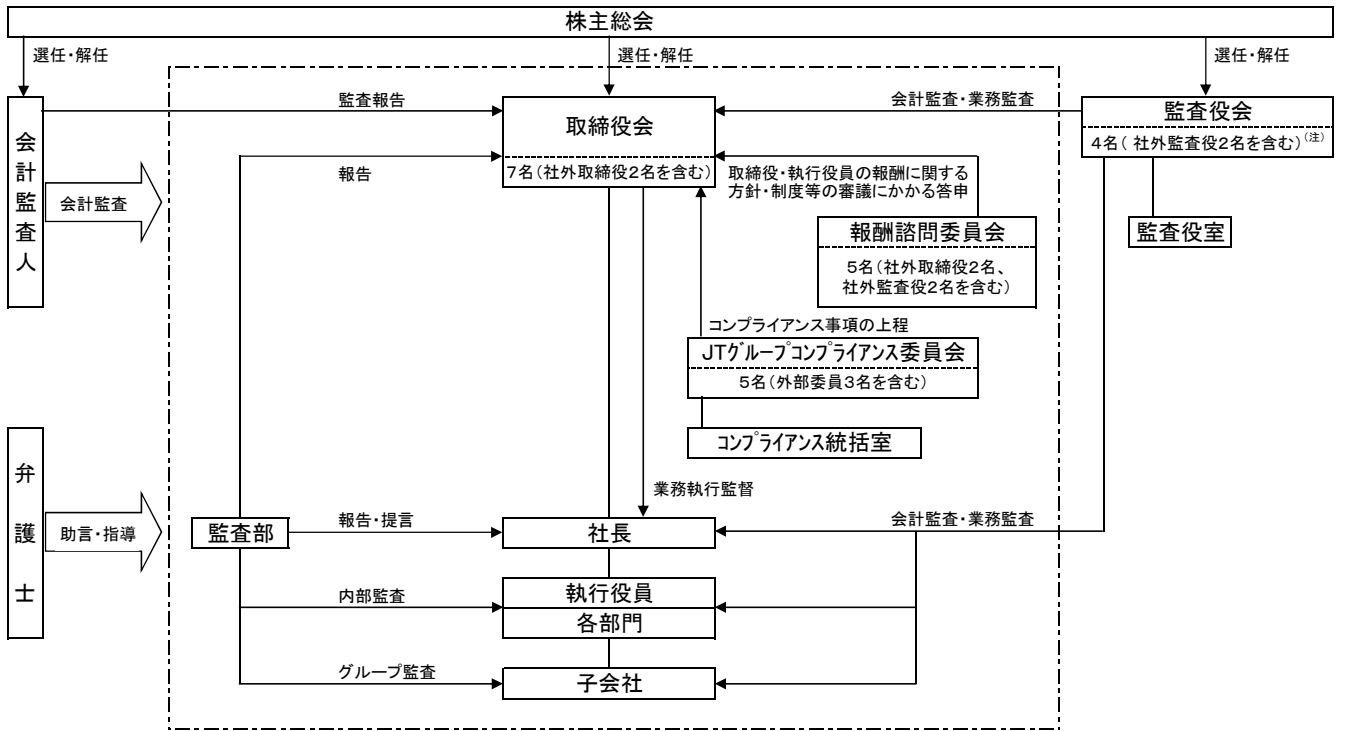 株主総会
選任・解任
選任・解任
選任・解任
会計監査人
監査報告
取締役会
7名(社外取締役2名を含む)
会計監査・業務監査
監査役会
4名( 社外監査役2名を含む)(注)
報告
会計監査
取締役・執行役員の報酬に関する
方針・制度等の審議にかかる答申
監査役室
報酬諮問委員会
5名(社外取締役2名、
社外監査役2名を含む)
コンプライアンス事項の上程
JTグループコンプライアンス委員会
5名(外部委員3名を含む)
コンプライアンス統括室
弁護士
助言・指導
業務執行監督
監査部
報告・提言
社長
会計監査・業務監査
内部監査
執行役員
各部門
グループ監査
子会社